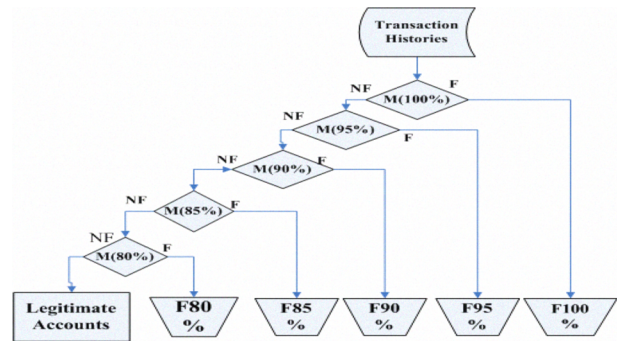 Transaction
Histories
NF
F
M(100%)
NF
M(95%)
F
NF
M(90%)
F
NF
M(85%)
F
NF
M(80%)
F
Legitimate
Accounts
F80
%
F85
%
F90
%
F95
%
F100
%